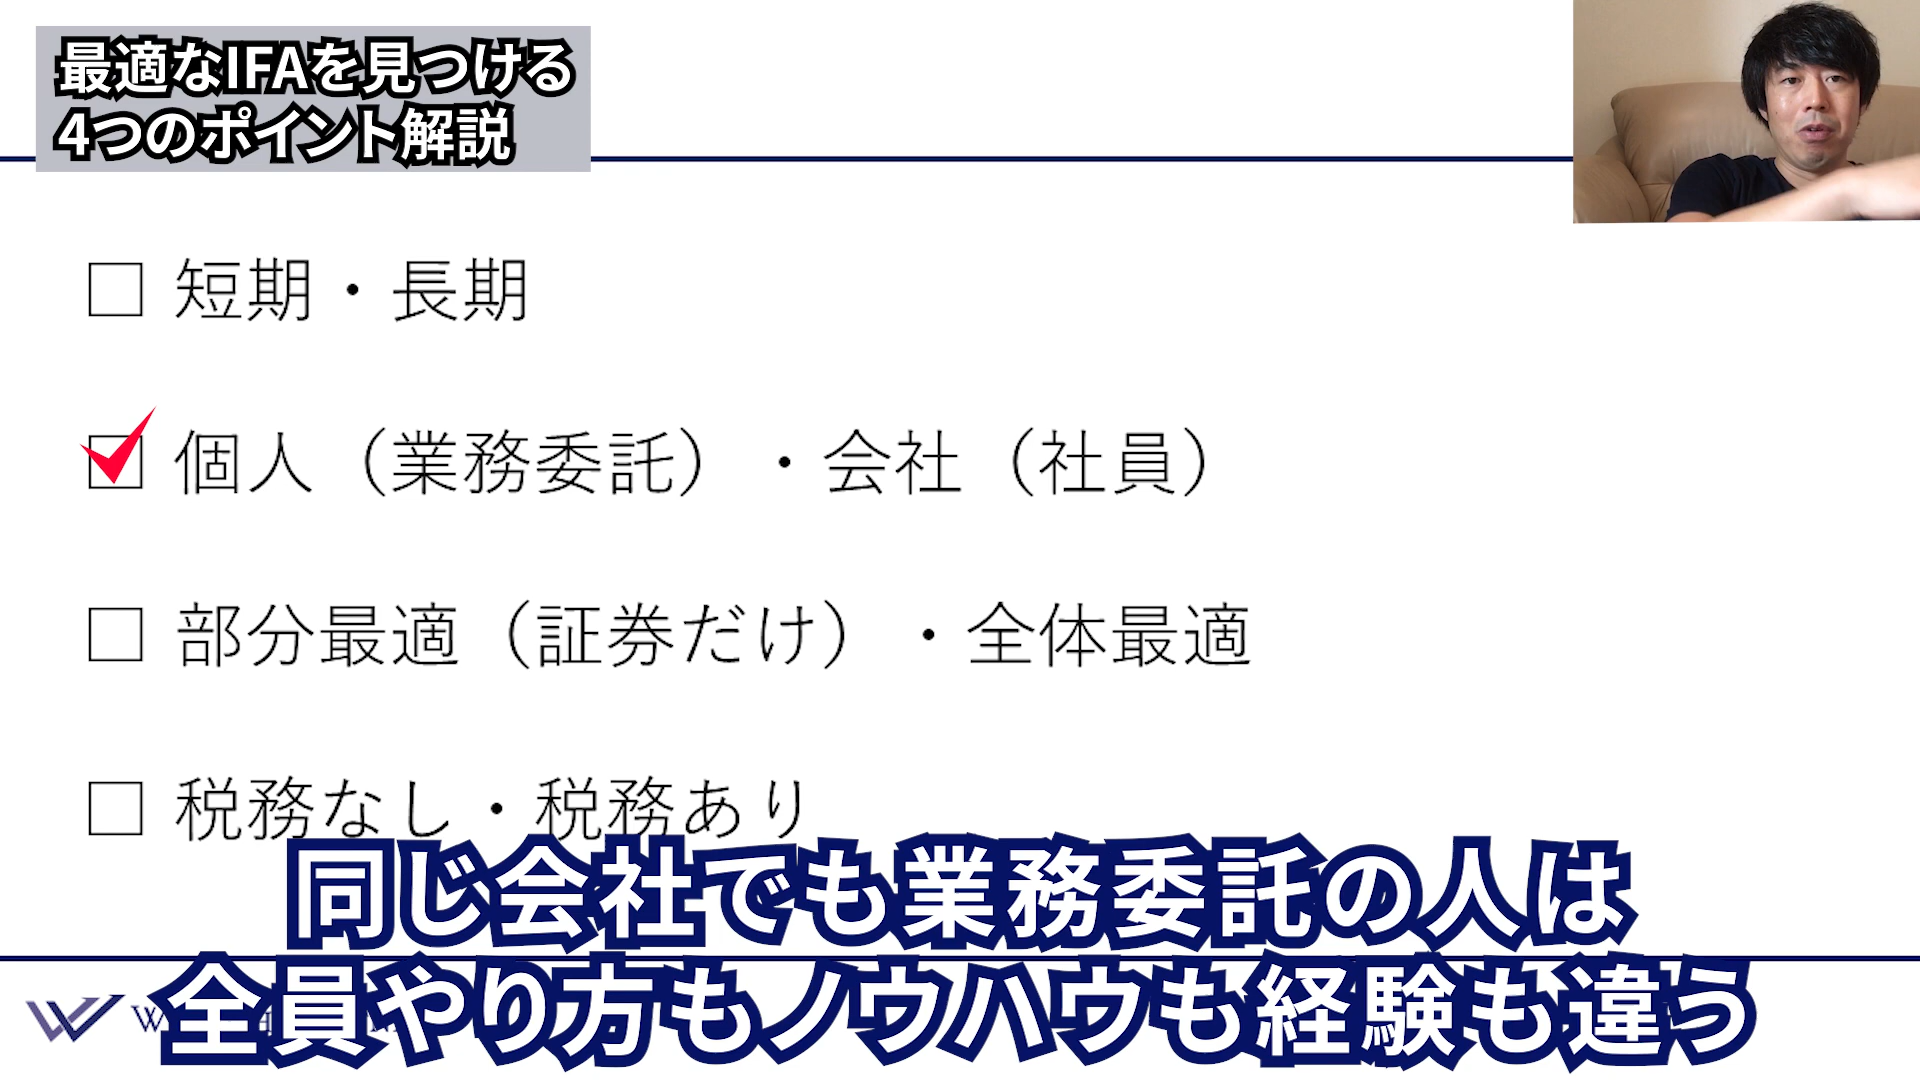 最適なIFAを見つける
4つのポイント解説
□ 短期・長期
☑ 個人（業務委託）・会社（社員）
□ 部分最適（証券だけ）・全体最適
□ 税務なし・税務あり
同じ会社でも業務委託の人は
全員やり方もノウハウも経験も違う